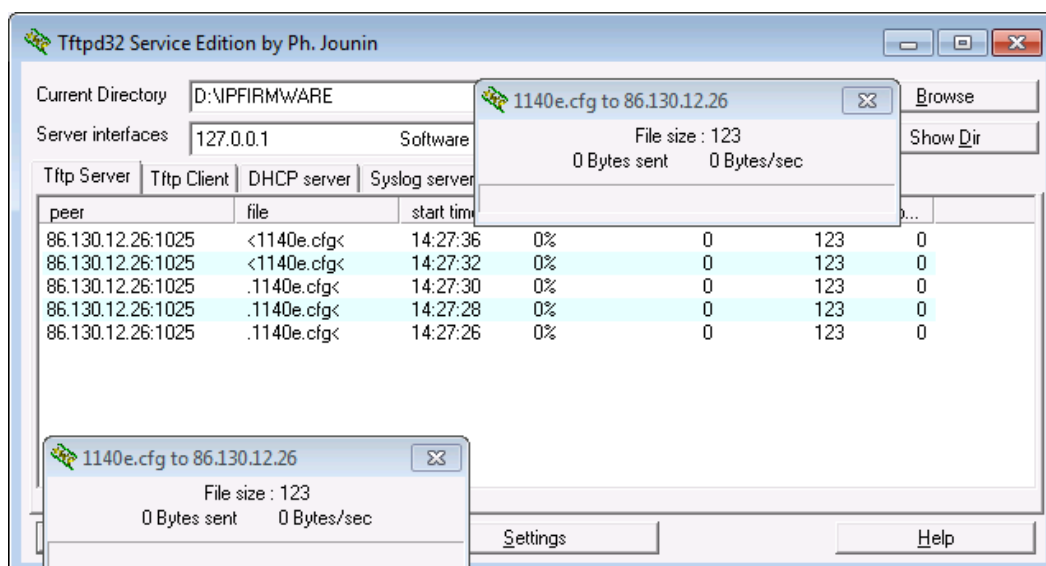 Tftpd32 Service Edition by Ph. Jounin
Current Directory D:\IPFIRMWARE Browse
Server interfaces 127.0.0.1 Software Show Dir
1140e.cfg to 86.130.12.26
File size : 123
0 Bytes sent 0 Bytes/sec
Tftp Server Tftp Client DHCP server Syslog server
peer file start time
86.130.12.26:1025 <1140e.cfg< 14:27:36 0% 0 123 0
86.130.12.26:1025 <1140e.cfg< 14:27:32 0% 0 123 0
86.130.12.26:1025 .1140e.cfg< 14:27:30 0% 0 123 0
86.130.12.26:1025 .1140e.cfg< 14:27:28 0% 0 123 0
86.130.12.26:1025 .1140e.cfg< 14:27:26 0% 0 123 0
1140e.cfg to 86.130.12.26
File size : 123
0 Bytes sent 0 Bytes/sec
Settings Help